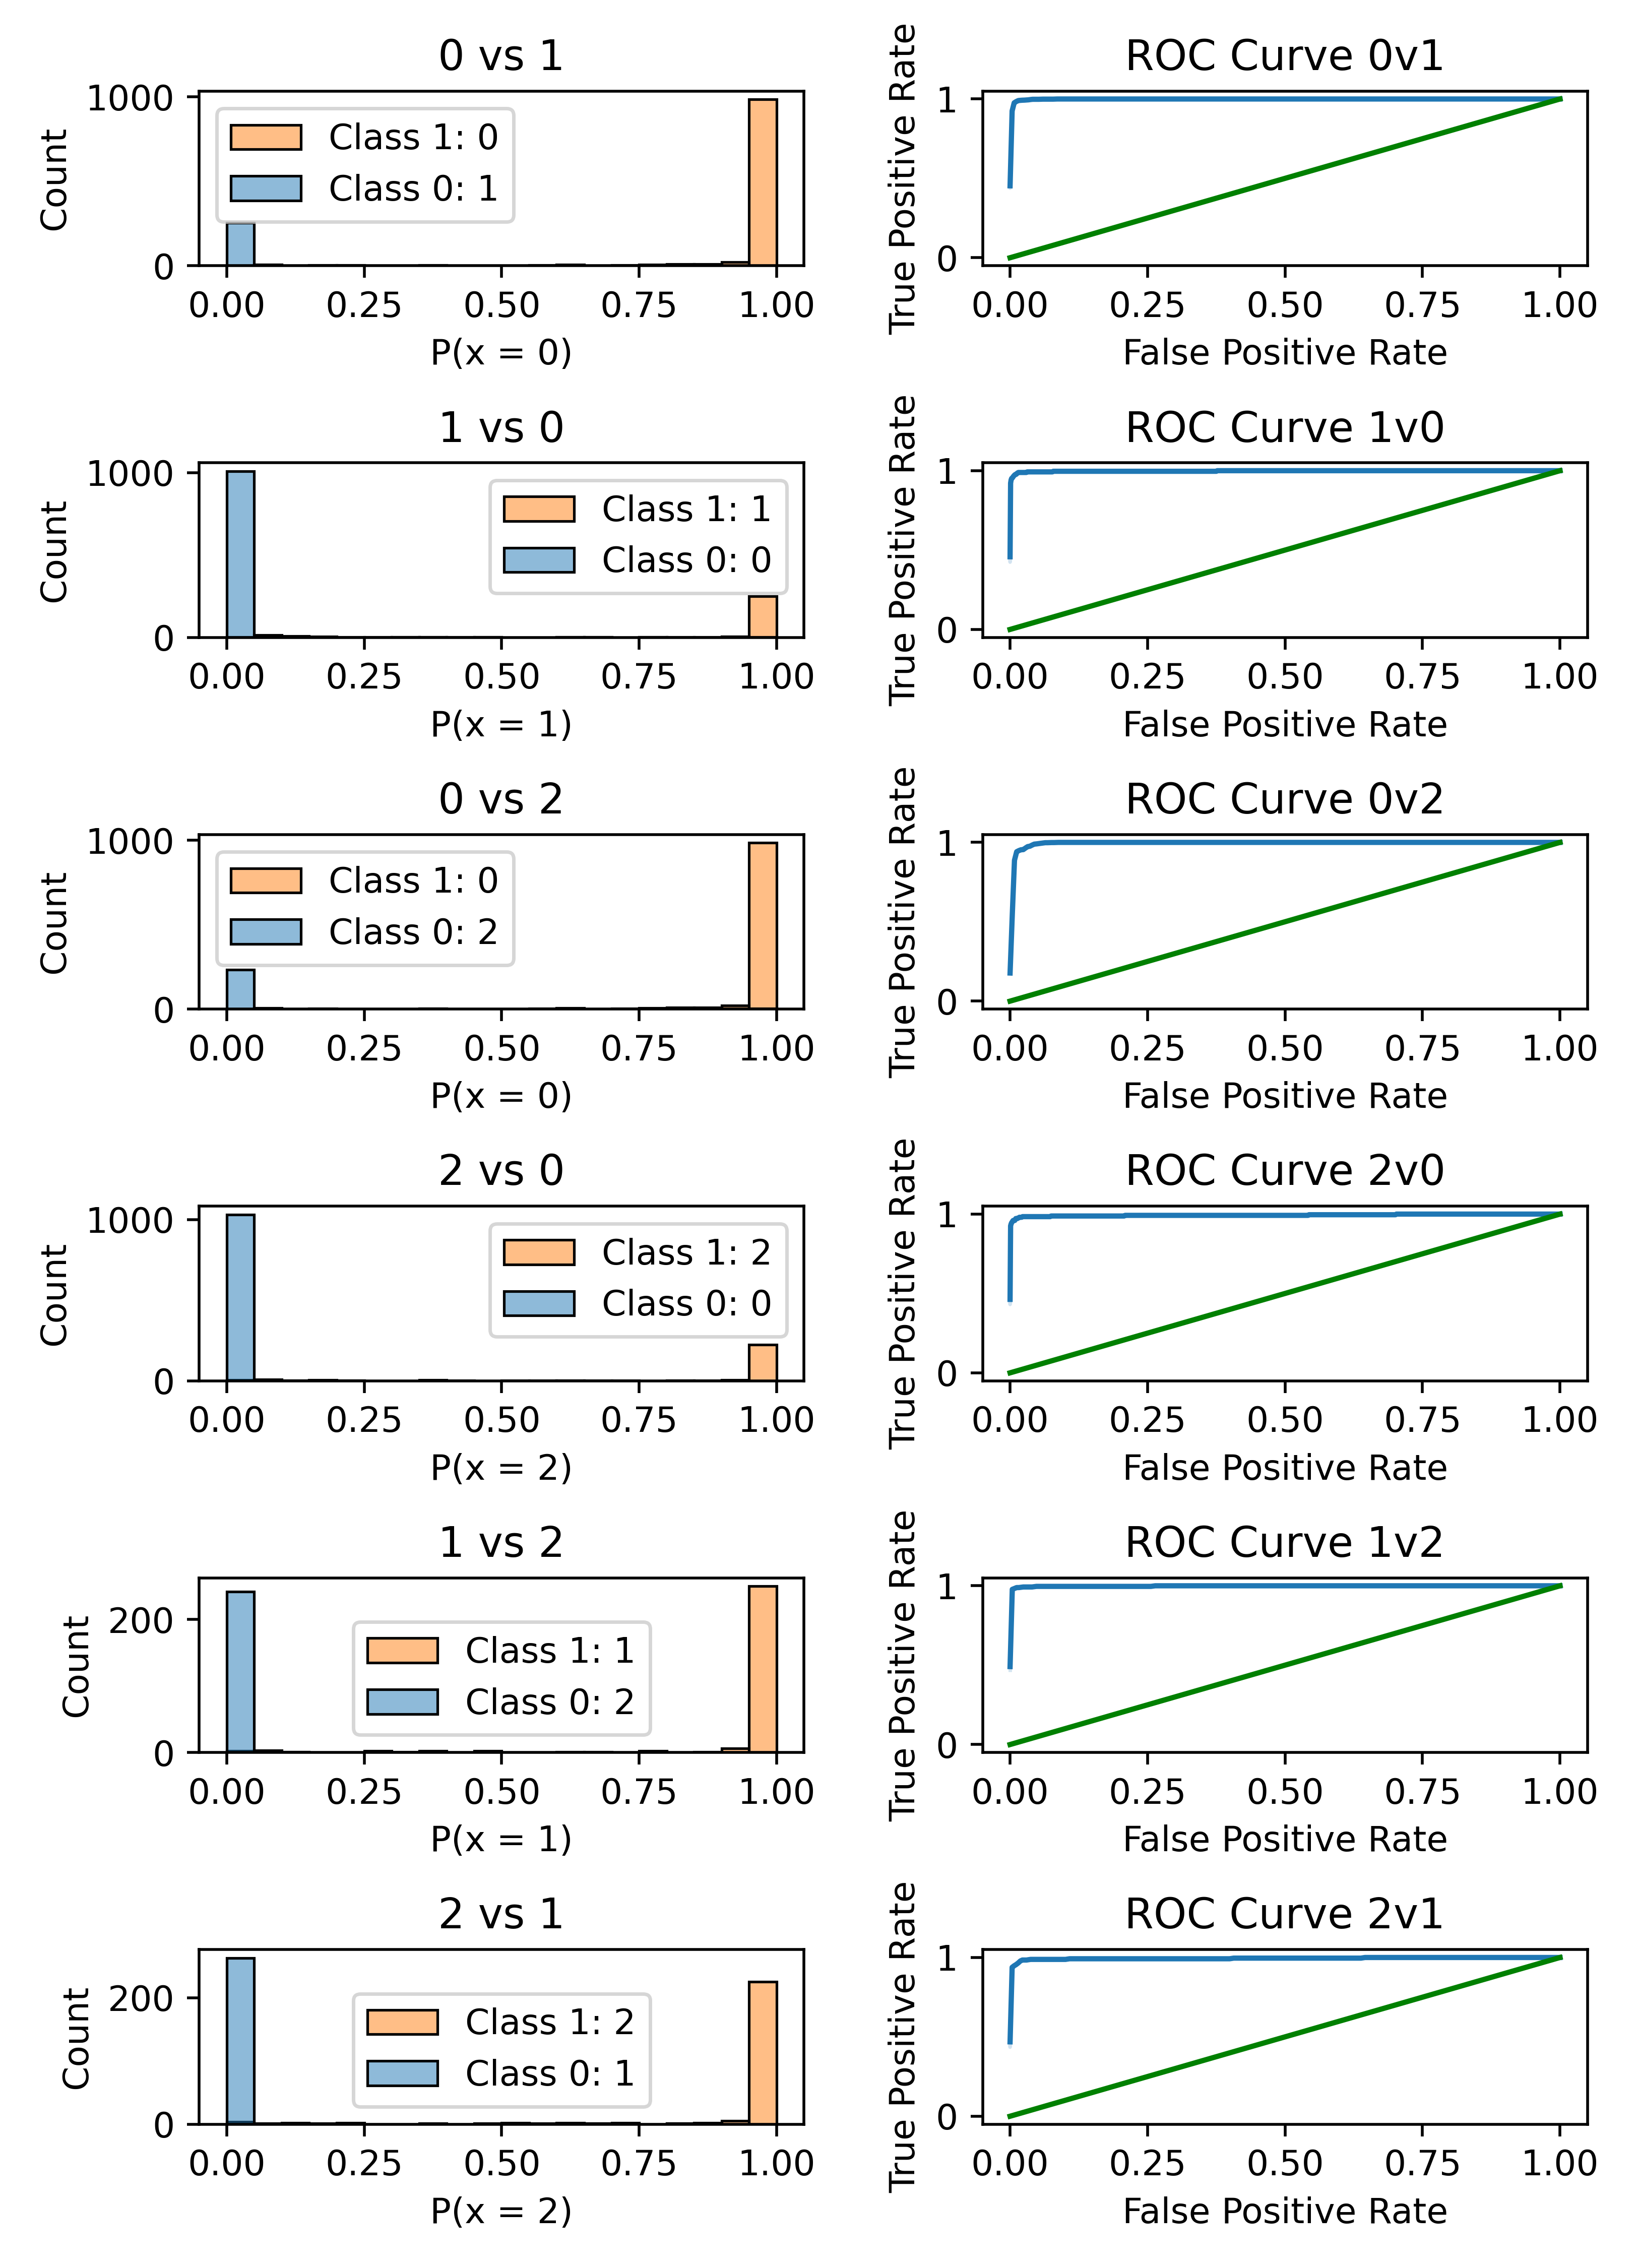 0 vs 1
Count
1000
0
Class 1: 0
Class 0: 1
0.00 0.25 0.50 0.75 1.00
P(x = 0)
ROC Curve 0v1
True Positive Rate
1
0
0.00 0.25 0.50 0.75 1.00
False Positive Rate
1 vs 0
Count
1000
0
Class 1: 1
Class 0: 0
0.00 0.25 0.50 0.75 1.00
P(x = 1)
ROC Curve 1v0
True Positive Rate
1
0
0.00 0.25 0.50 0.75 1.00
False Positive Rate
0 vs 2
Count
1000
0
Class 1: 0
Class 0: 2
0.00 0.25 0.50 0.75 1.00
P(x = 0)
ROC Curve 0v2
True Positive Rate
1
0
0.00 0.25 0.50 0.75 1.00
False Positive Rate
2 vs 0
Count
1000
0
Class 1: 2
Class 0: 0
0.00 0.25 0.50 0.75 1.00
P(x = 2)
ROC Curve 2v0
True Positive Rate
1
0
0.00 0.25 0.50 0.75 1.00
False Positive Rate
1 vs 2
Count
200
0
Class 1: 1
Class 0: 2
0.00 0.25 0.50 0.75 1.00
P(x = 1)
ROC Curve 1v2
True Positive Rate
1
0
0.00 0.25 0.50 0.75 1.00
False Positive Rate
2 vs 1
Count
200
0
Class 1: 2
Class 0: 1
0.00 0.25 0.50 0.75 1.00
P(x = 2)
ROC Curve 2v1
True Positive Rate
1
0
0.00 0.25 0.50 0.75 1.00
False Positive Rate